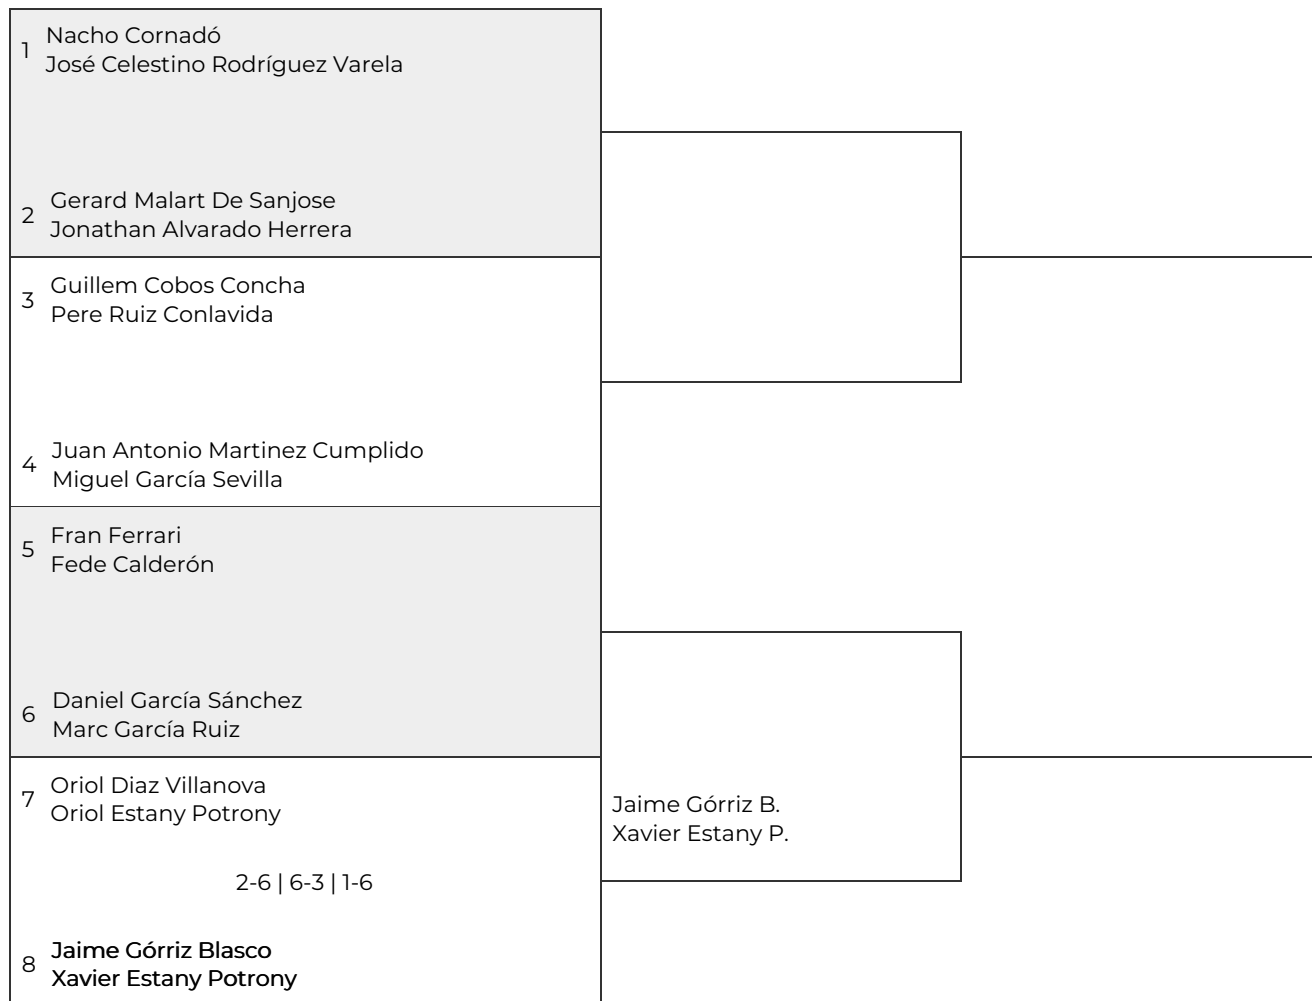 1
Nacho Cornadó
José Celestino Rodríguez Varela
2
Gerard Malart De Sanjose
Jonathan Alvarado Herrera
3
Guillem Cobos Concha
Pere Ruiz Conlavida
4
Juan Antonio Martinez Cumplido
Miguel García Sevilla
5
Fran Ferrari
Fede Calderón
6
Daniel García Sánchez
Marc García Ruiz
7
Oriol Diaz Villanova
Oriol Estany Potrony
2-6 | 6-3 | 1-6
8
Jaime Górriz Blasco
Xavier Estany Potrony
Jaime Górriz B.
Xavier Estany P.